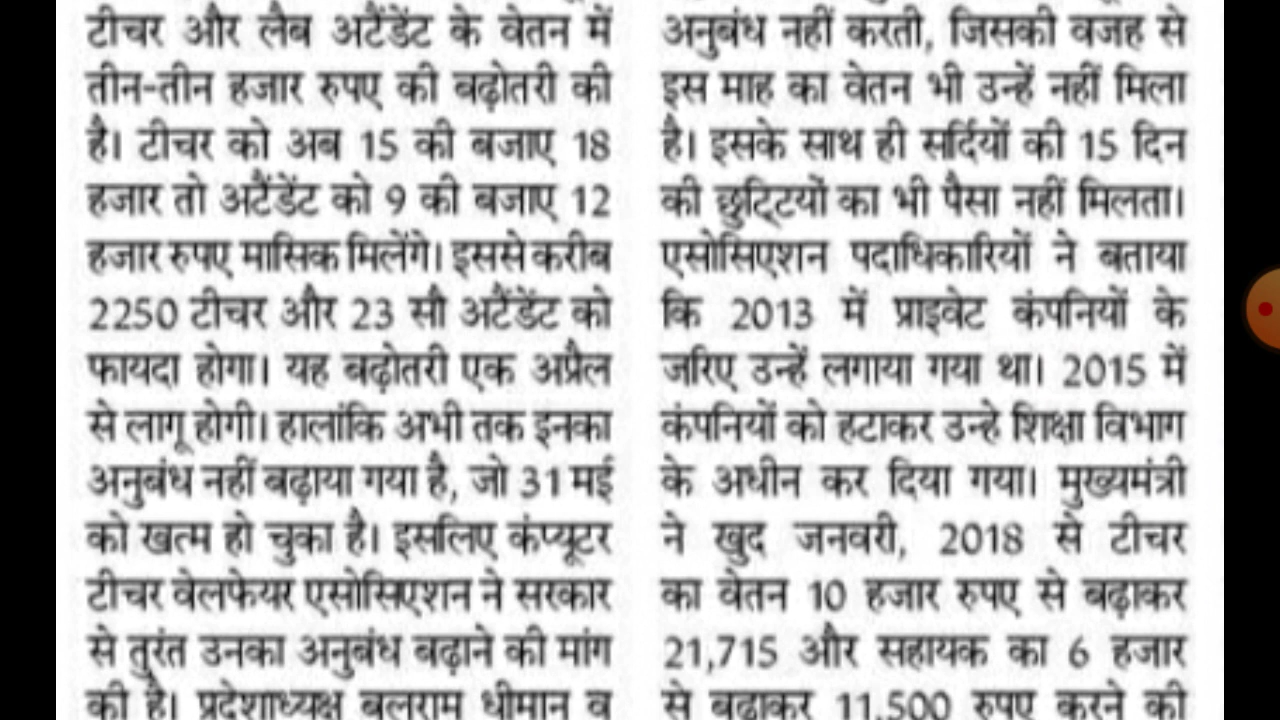 टीचर और लैब अटैंडेंट के वेतन में
तीन-तीन हजार रुपए की बढ़ोतरी की
है। टीचर को अब 15 की बजाए 18
हजार तो अटैंडेंट को 9 की बजाए 12
हजार रुपए मासिक मिलेंगे। इससे करीब
2250 टीचर और 23 सौ अटैंडेंट को
फायदा होगा। यह बढ़ोतरी एक अप्रैल
से लागू होगी। हालांकि अभी तक इनका
अनुबंध नहीं बढ़ाया गया है, जो 31 मई
को खत्म हो चुका है। इसलिए कंप्यूटर
टीचर वेलफेयर एसोसिएशन ने सरकार
से तुरंत उनका अनुबंध बढ़ाने की मांग
की है। प्रदेशाध्यक्ष बलराम धीमान व
अनुबंध नहीं करती, जिसकी वजह से
इस माह का वेतन भी उन्हें नहीं मिला
है। इसके साथ ही सर्दियों की 15 दिन
की छुट्टियों का भी पैसा नहीं मिलता।
एसोसिएशन पदाधिकारियों ने बताया
कि 2013 में प्राइवेट कंपनियों के
जरिए उन्हें लगाया गया था। 2015 में
कंपनियों को हटाकर उन्हे शिक्षा विभाग
के अधीन कर दिया गया। मुख्यमंत्री
ने खुद जनवरी, 2018 से टीचर
का वेतन 10 हजार रुपए से बढ़ाकर
21,715 और सहायक का 6 हजार
से बढ़ाकर 11,500 रुपए करने की